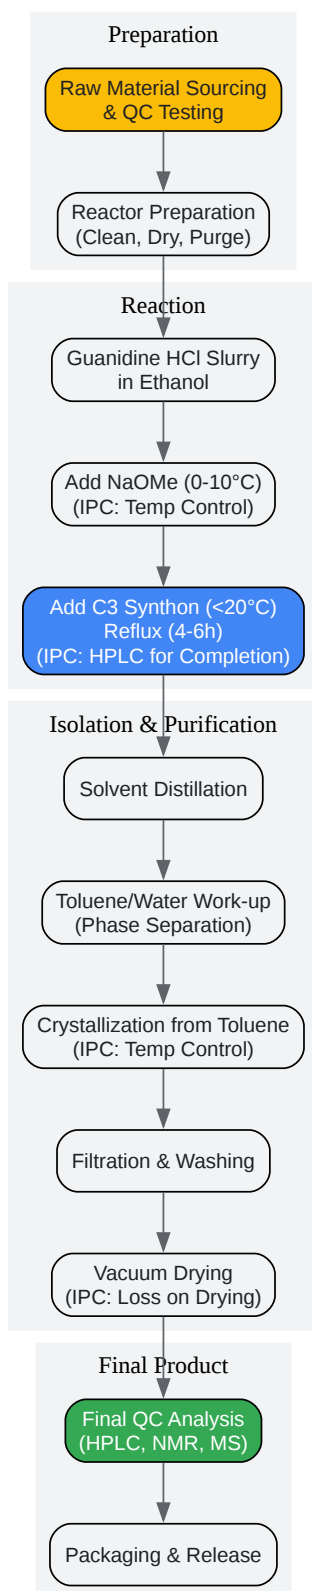 Preparation
Raw Material Sourcing
& QC Testing
Reactor Preparation
(Clean, Dry, Purge)
Reaction
Guanidine HCl Slurry
in Ethanol
Add NaOMe (0-10°C)
(IPC: Temp Control)
Add C3 Synthon (<20°C)
Reflux (4-6h)
(IPC: HPLC for Completion)
Isolation & Purification
Solvent Distillation
Toluene/Water Work-up
(Phase Separation)
Crystallization from Toluene
(IPC: Temp Control)
Filtration & Washing
Vacuum Drying
(IPC: Loss on Drying)
Final Product
Final QC Analysis
(HPLC, NMR, MS)
Packaging & Release